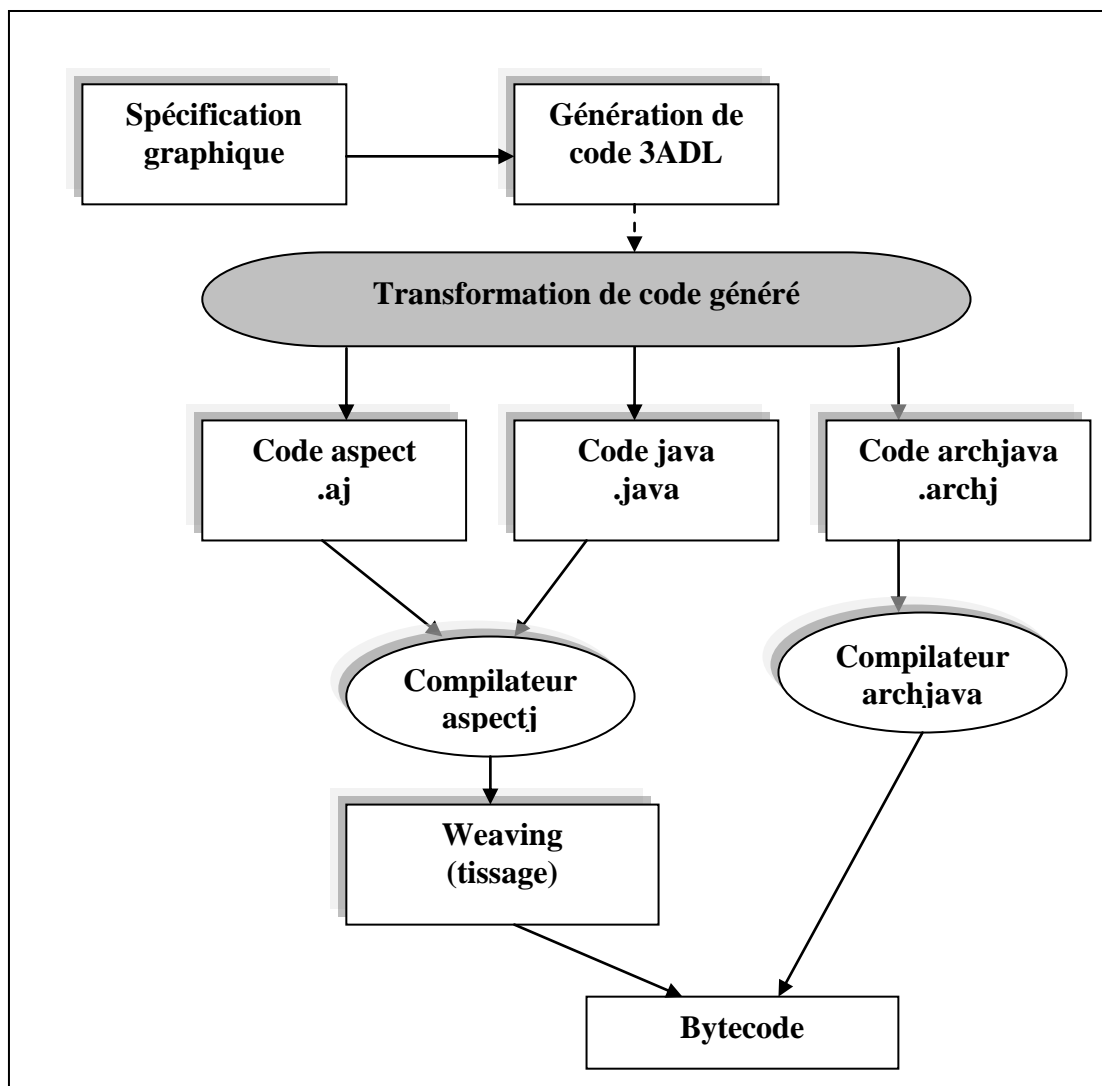 Spécification
graphique
Génération de
code 3ADL
Transformation de code généré
Code aspect
.aj
Code java
.java
Code archjava
.archj
Compilateur
aspectj
Compilateur
archjava
Weaving
(tissage)
Bytecode